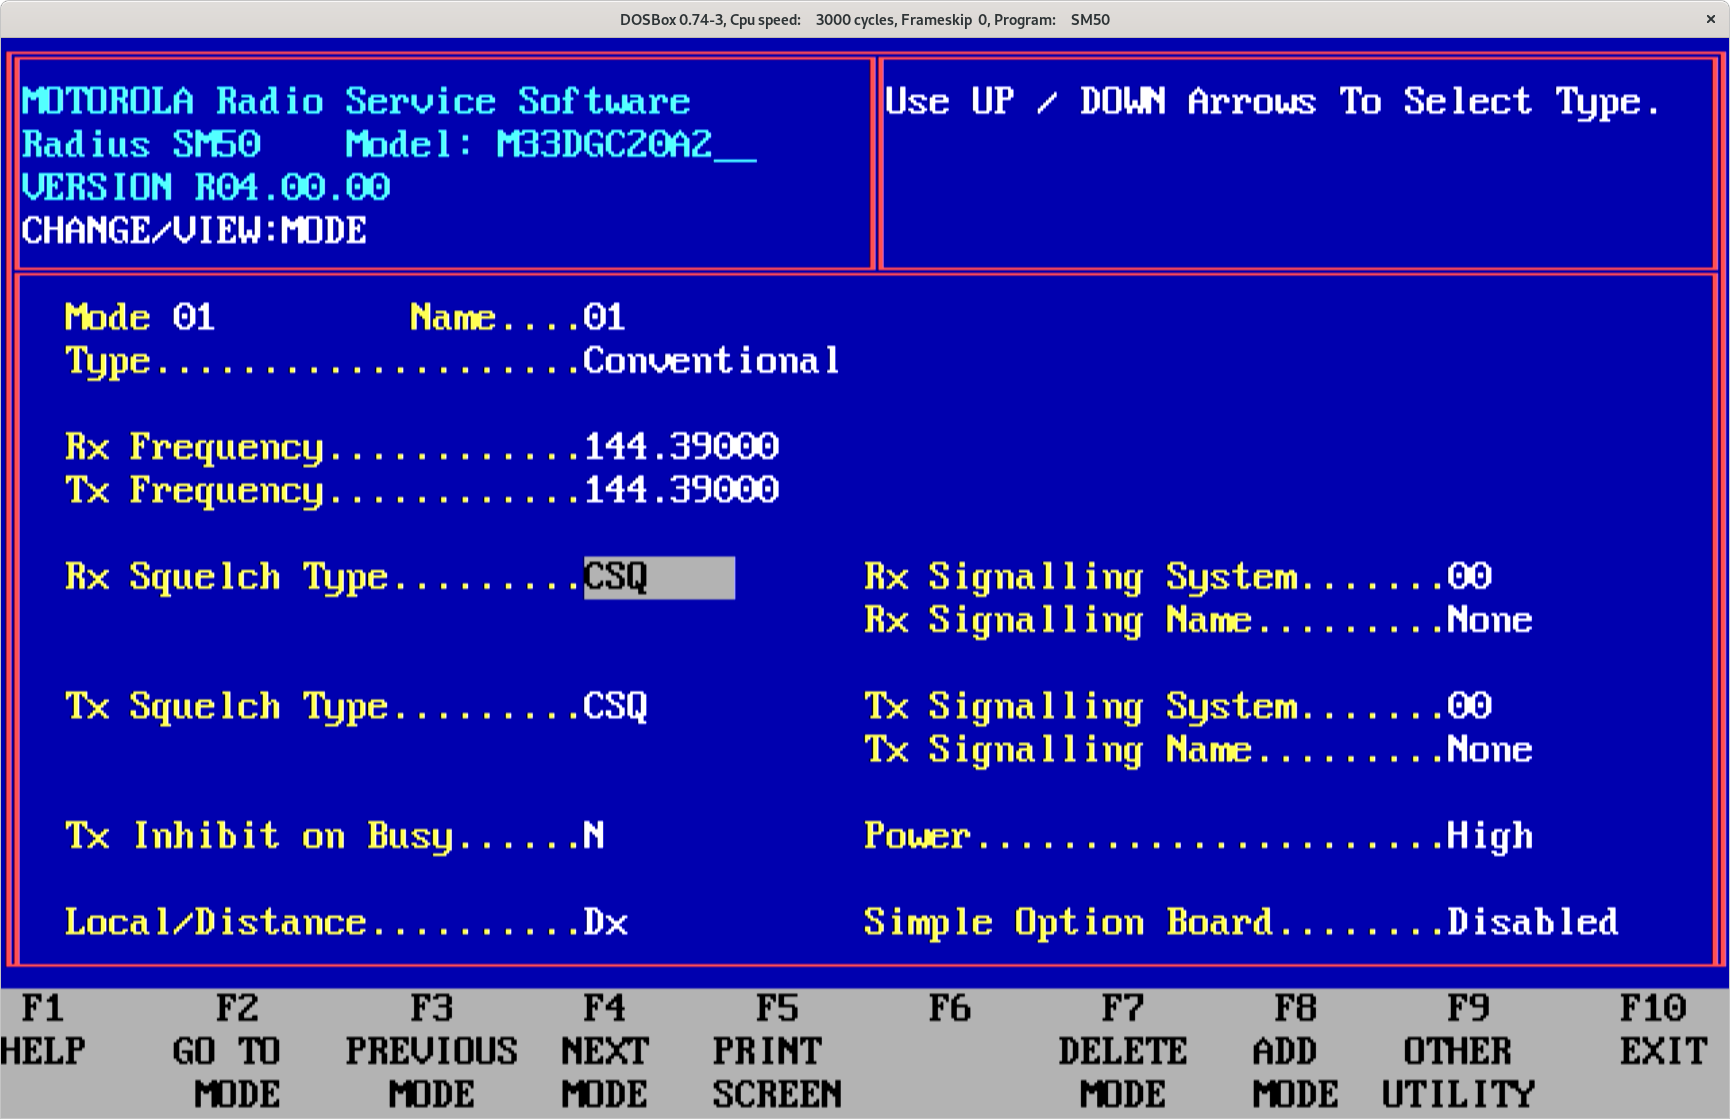 DOSBox 0.74-3, Cpu speed:    3000 cycles, Frameskip  0, Program:    SM50
MOTOROLA Radio Service Software
Radius SM50    Model: M33DGC20A2__
VERSION R04.00.00
CHANGE/VIEW:MODE
Use UP / DOWN Arrows To Select Type.
Mode 01         Name....01
Type....................Conventional
Rx Frequency............144.39000
Tx Frequency............144.39000
Rx Squelch Type.........CSQ          Rx Signalling System.......00
Rx Signalling Name.........None
Tx Squelch Type.........CSQ          Tx Signalling System.......00
Tx Signalling Name.........None
Tx Inhibit on Busy......N            Power......................High
Local/Distance..........Dx           Simple Option Board........Disabled
F1 F2 F3 F4 F5 F6 F7 F8 F9 F10
HELP GO TO PREVIOUS NEXT PRINT DELETE ADD OTHER EXIT
MODE MODE MODE SCREEN MODE MODE UTILITY